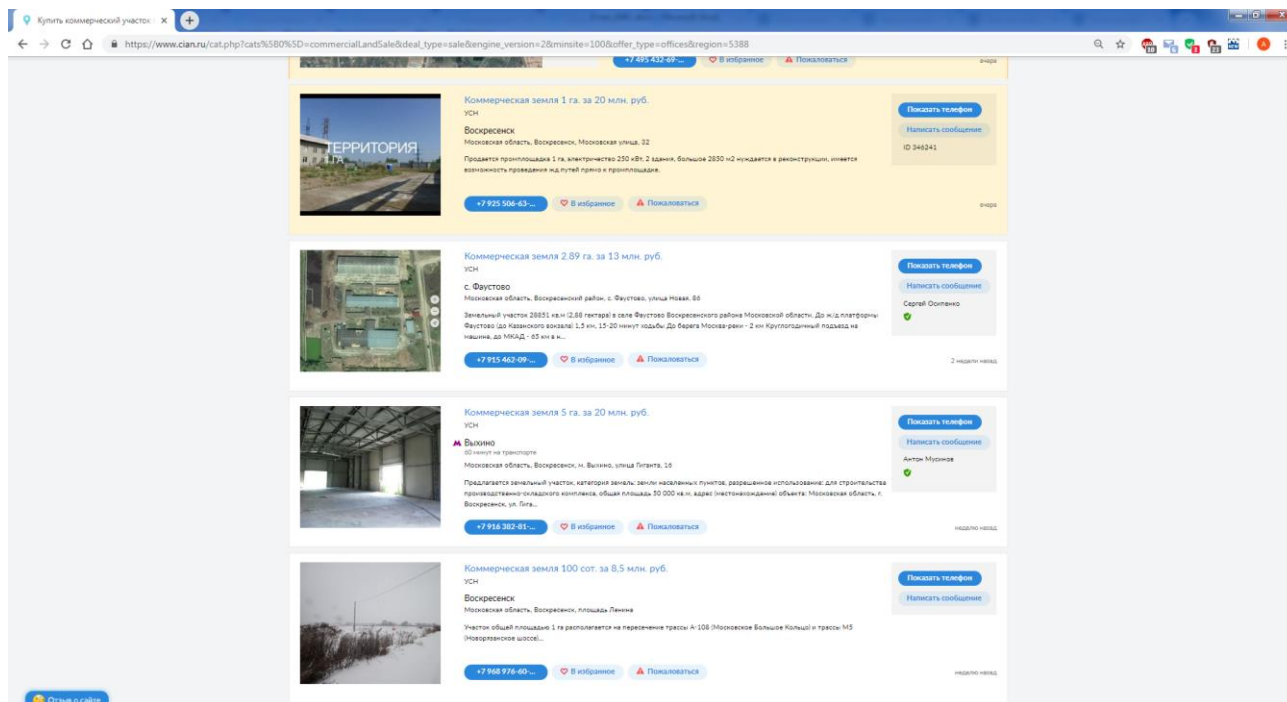 Купить коммерческий участок
https://www.cian.ru/cat.php?cats%5B0%5D=commercialLandSale&deal_type=sale&engine_version=2&minsite=100&offer_type=offices&region=5388
+7 495 432-69-...
В избранное
Пожаловаться
вчера
ТЕРРИТОРИЯ
1 ГА
Коммерческая земля 1 га. за 20 млн. руб.
УСН
Воскресенск
Московская область, Воскресенск, Московская улица, 32
Продается промплощадка 1 га, электричество 250 кВт, 2 здания, большое 2850 м2 нуждается в реконструкции, имеется
возможность проведения жд путей прямо к промплощадке.
+7 925 506-63-...
В избранное
Пожаловаться
Показать телефон
Написать сообщение
ID 346241
вчера
Коммерческая земля 2,89 га. за 13 млн. руб.
УСН
с. Фаустово
Московская область, Воскресенский район, с. Фаустово, улица Новая, 86
Земельный участок 28851 кв.м (2,88 гектара) в селе Фаустово Воскресенского района Московской области. До ж/д платформы
Фаустово (до Казанского вокзала) 1,5 км, 15-20 минут ходьбы До берега Москва-реки - 2 км Круглогодичный подъезд на
машине, до МКАД - 65 км в н...
+7 915 462-09-...
В избранное
Пожаловаться
Показать телефон
Написать сообщение
Сергей Осипенко
2 недели назад
Коммерческая земля 5 га. за 20 млн. руб.
УСН
Выхино
60 минут на транспорте
Московская область, Воскресенск, м. Выхино, улица Гиганта, 16
Предлагается земельный участок, категория земель: земли населенных пунктов, разрешенное использование: для строительства
производственно-складского комплекса, общая площадь 50 000 кв.м. адрес (местонахождение) объекта: Московская область, г.
Воскресенск, ул. Гига...
+7 916 382-81-...
В избранное
Пожаловаться
Показать телефон
Написать сообщение
Антон Мусинов
неделю назад
Коммерческая земля 100 сот. за 8,5 млн. руб.
УСН
Воскресенск
Московская область, Воскресенск, площадь Ленина
Участок общей площадью 1 га располагается на пересечение трассы А-108 (Московское Большое Кольцо) и трассы М5
(Новорязанское шоссе)...
+7 968 976-60-...
В избранное
Пожаловаться
Показать телефон
Написать сообщение
неделю назад
Отзыв о сайте